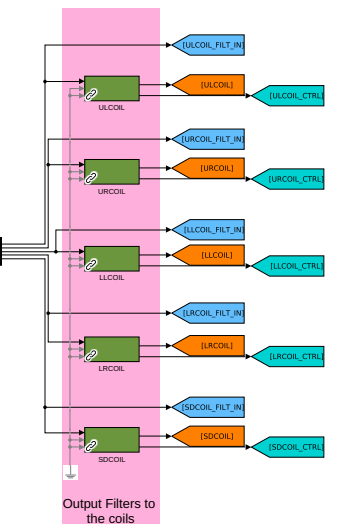 [ULCOIL_FILT_IN]
[ULCOIL]
[ULCOIL_CTRL]
ULCOIL
[URCOIL_FILT_IN]
[URCOIL]
[URCOIL_CTRL]
URCOIL
[LLCOIL_FILT_IN]
[LLCOIL]
[LLCOIL_CTRL]
LLCOIL
[LRCOIL_FILT_IN]
[LRCOIL]
[LRCOIL_CTRL]
LRCOIL
[SDCOIL_FILT_IN]
[SDCOIL]
[SDCOIL_CTRL]
SDCOIL
Output Filters to
the coils